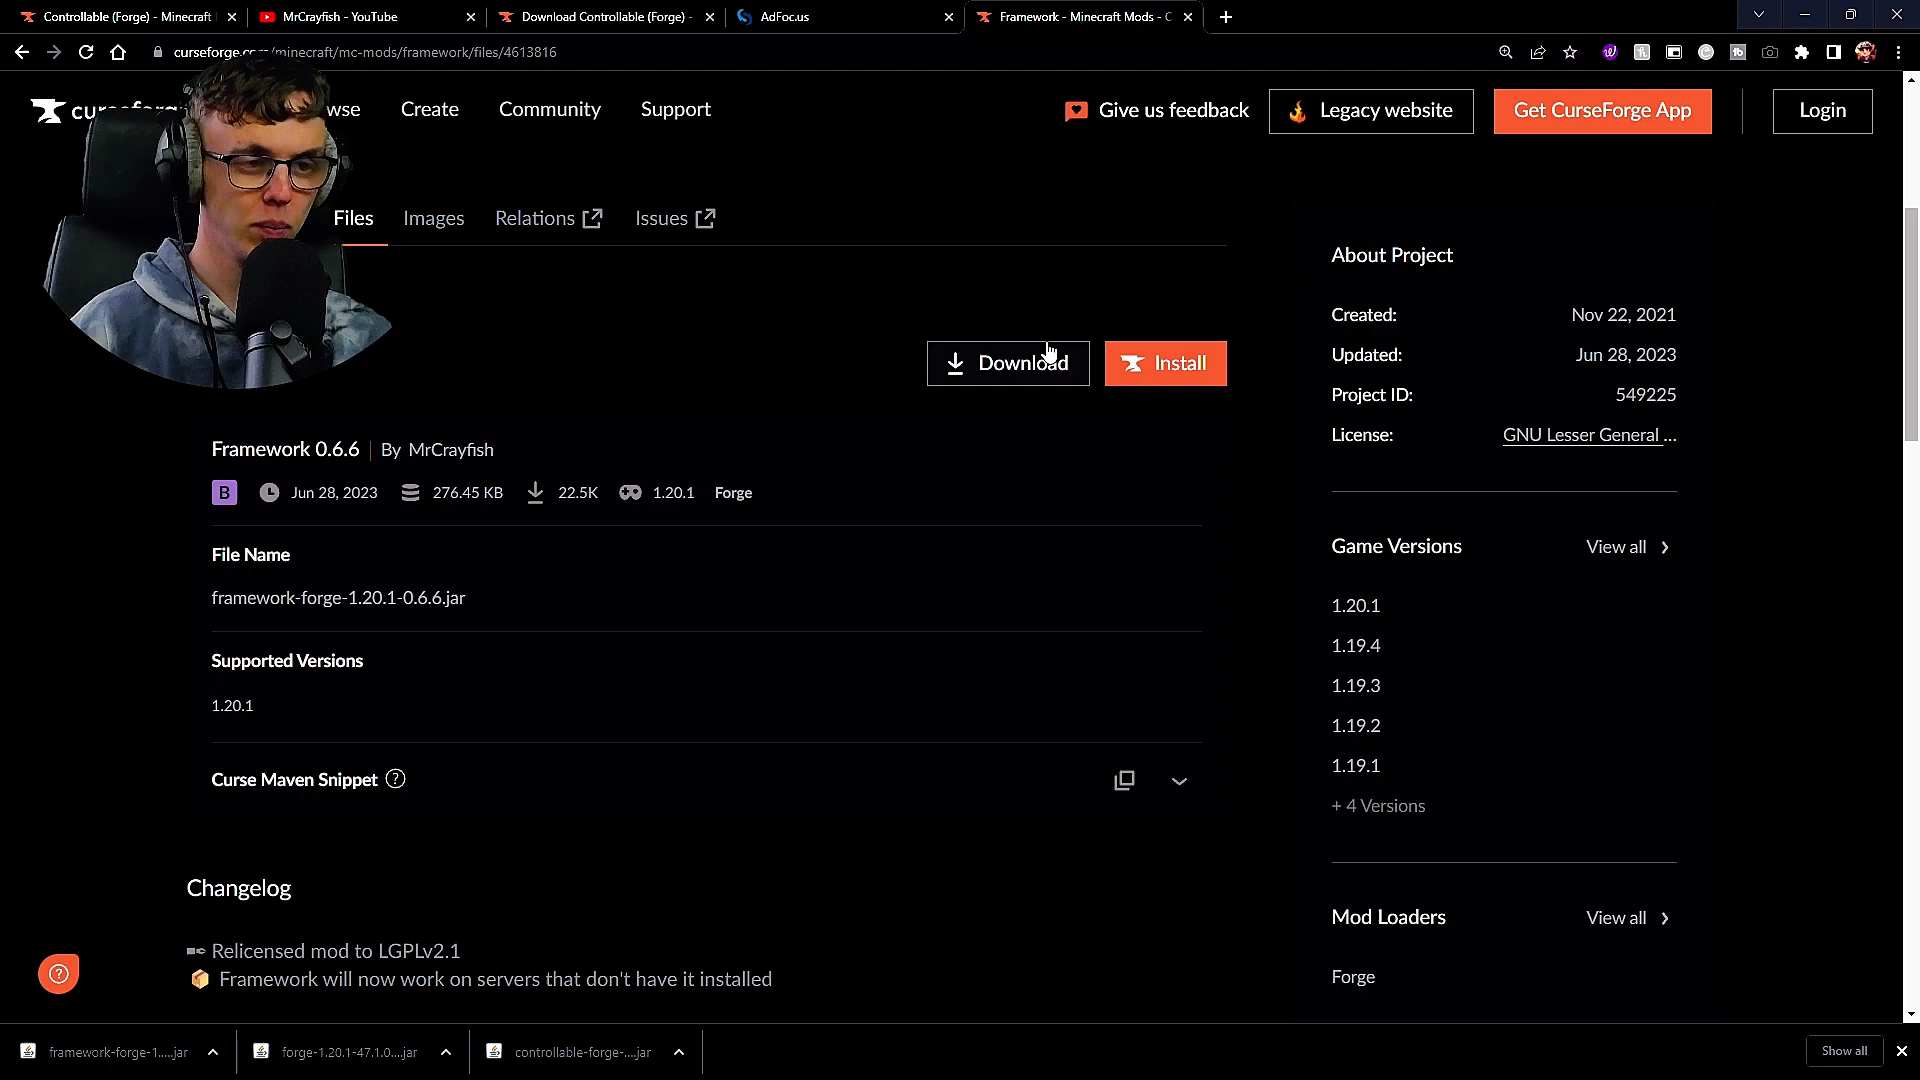 Controllable (Forge) - Minecraft
MrCrayfish - YouTube
Download Controllable (Forge) -
AdFoc.us
Framework - Minecraft Mods - C
/minecraft/mc-mods/framework/files/4613816
Create
Community
Support
Give us feedback
Legacy website
Get CurseForge App
Login
Files
Images
Relations
Issues
Download
Install
About Project
Created:
Nov 22, 2021
Updated:
Jun 28, 2023
Project ID:
549225
License:
GNU Lesser General ...
Framework 0.6.6
By MrCrayfish
B
Jun 28, 2023
276.45 KB
22.5K
1.20.1
Forge
File Name
framework-forge-1.20.1-0.6.6.jar
Supported Versions
1.20.1
Curse Maven Snippet
Game Versions
View all
1.20.1
1.19.4
1.19.3
1.19.2
1.19.1
+ 4 Versions
Changelog
Relicensed mod to LGPLv2.1
Framework will now work on servers that don't have it installed
Mod Loaders
View all
Forge
framework-forge-1.....jar
forge-1.20.1-47.1.0....jar
controllable-forge-....jar
Show all